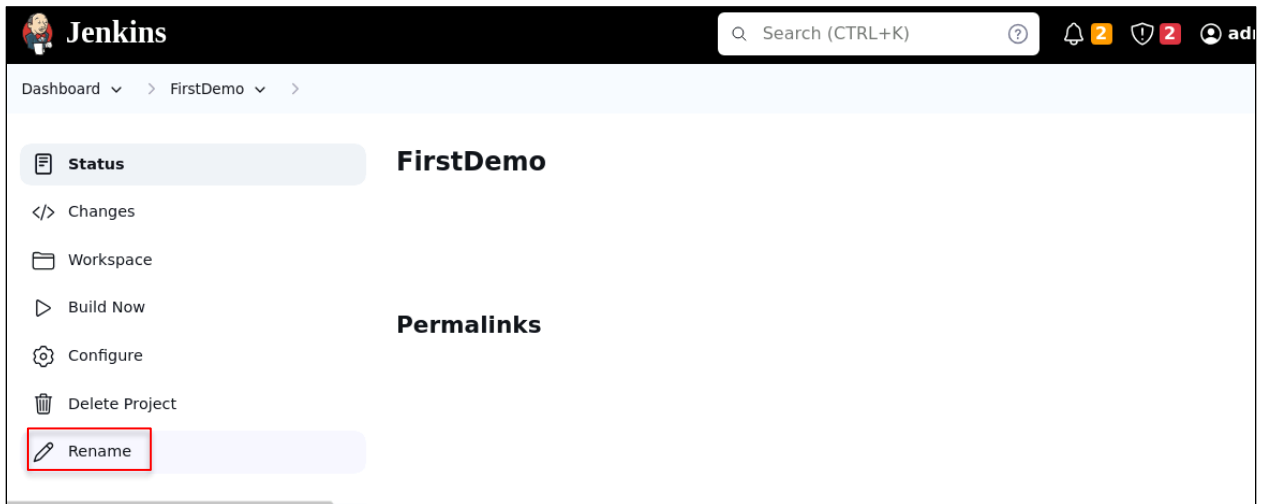 Jenkins
Search (CTRL+K)
2
2
Dashboard
FirstDemo
Status
FirstDemo
Changes
Workspace
Build Now
Permalinks
Configure
Delete Project
Rename